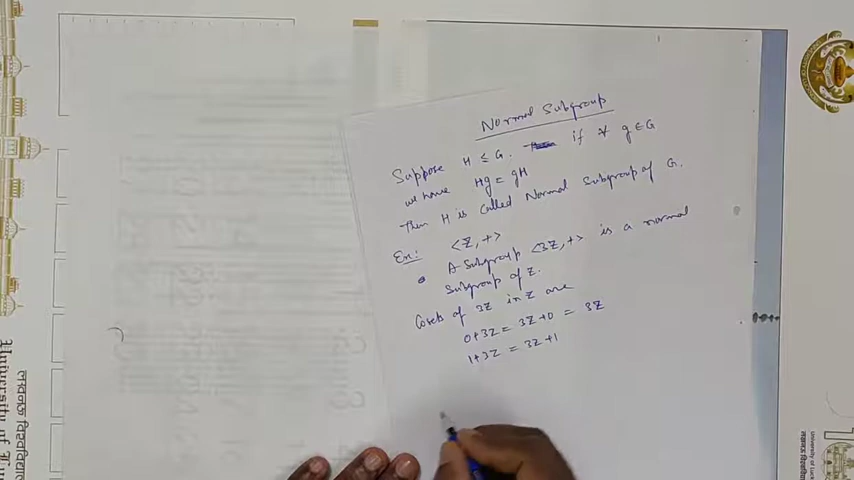 Normal Subgroup
Suppose H ≤ G. if ∀ g ∈ G
we have Hg = gH
Then H is called Normal Subgroup of G.
Ex: <Z, +>
• A subgroup <3Z, +> is a normal
subgroup of Z.
Cosets of 3Z in Z are
0+3Z = 3Z+0 = 3Z
1+3Z = 3Z+1